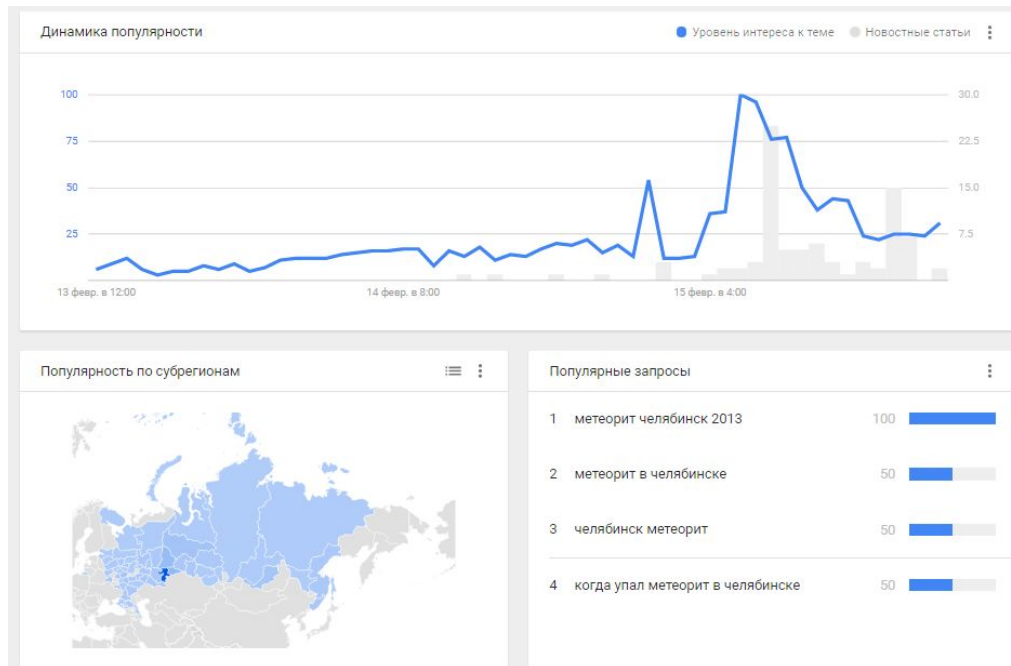 Динамика популярности
Уровень интереса к теме Новостные статьи
100 30.0
75 22.5
50 15.0
25 7.5
13 февр. в 12:00 14 февр. в 8:00 15 февр. в 4:00
Популярность по субрегионам
Популярные запросы
1 метеорит челябинск 2013 100
2 метеорит в челябинске 50
3 челябинск метеорит 50
4 когда упал метеорит в челябинске 50